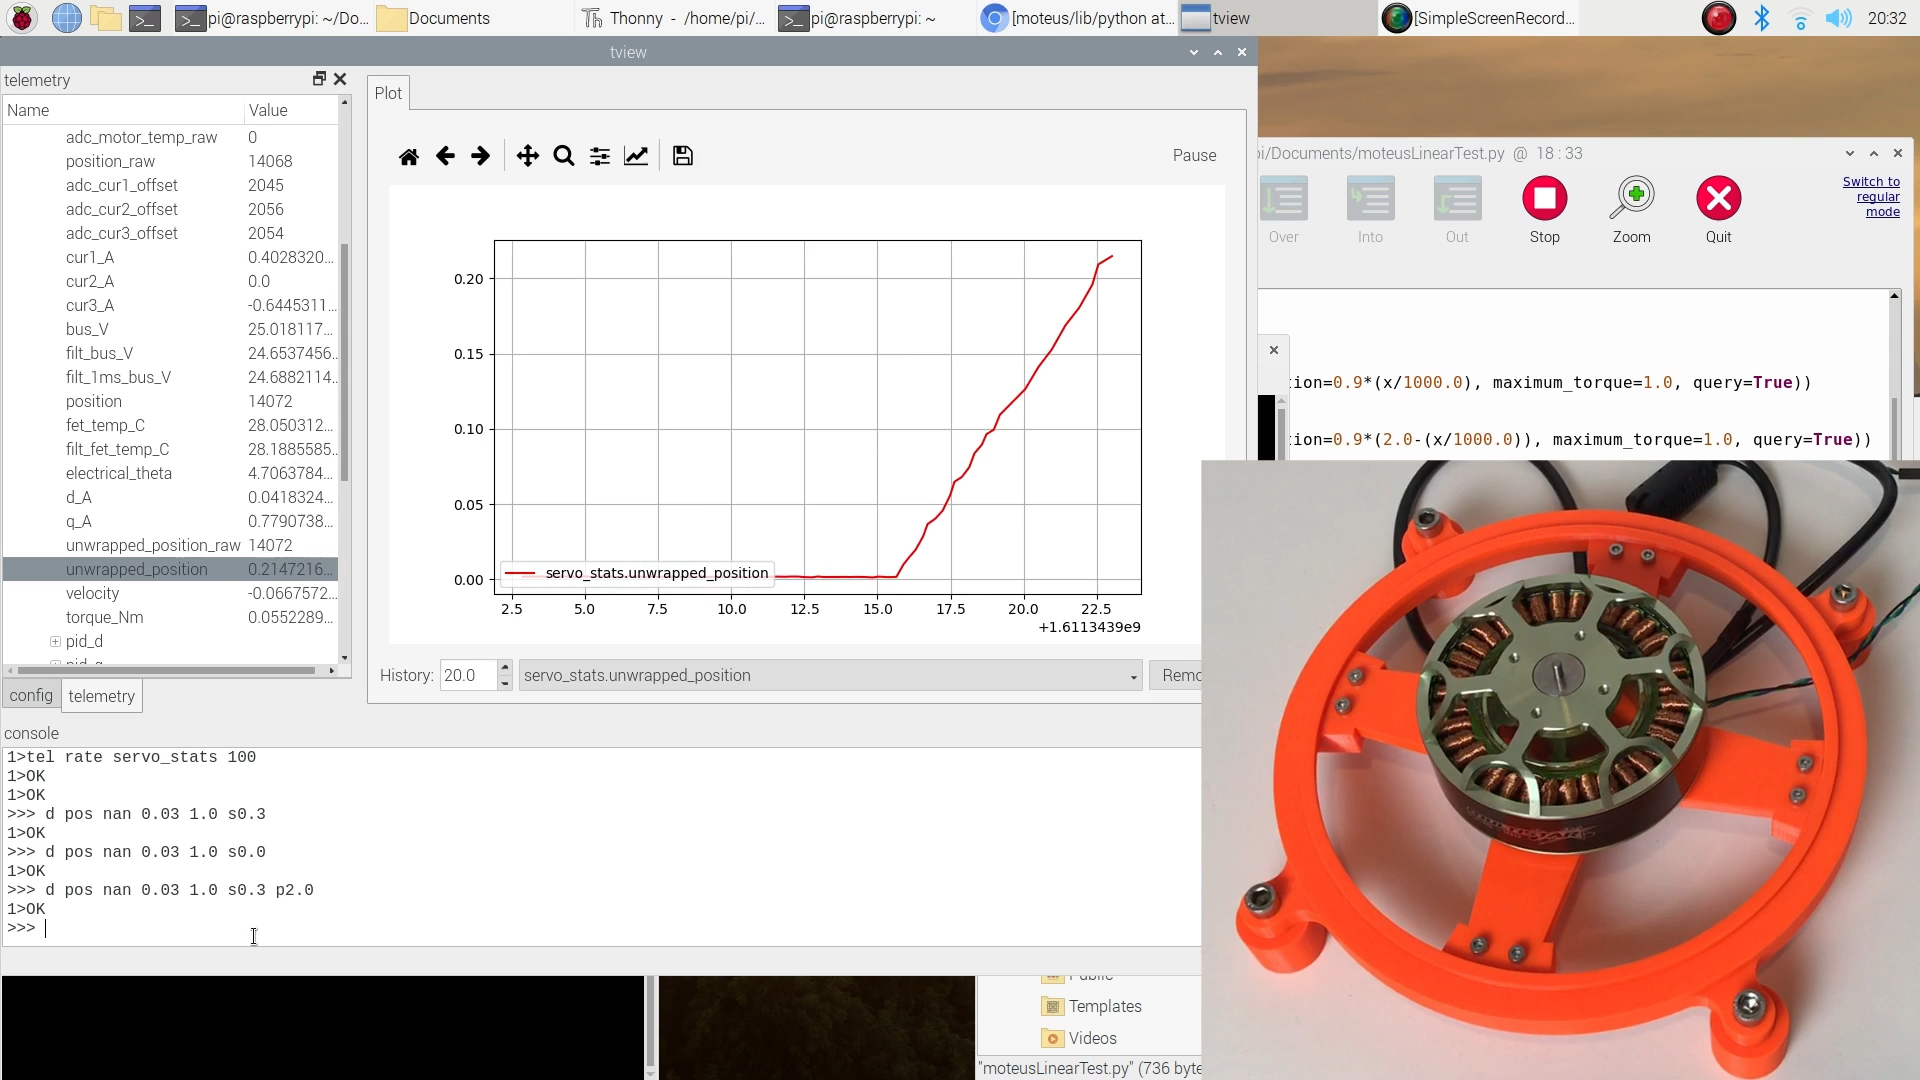 pi@raspberrypi: ~/Do...
Documents
Thonny - /home/pi/...
pi@raspberrypi: ~
[moteus/lib/python at...
tview
[SimpleScreenRecord...
20:32
tview
telemetry
Name Value
adc_motor_temp_raw 0
position_raw 14068
adc_cur1_offset 2045
adc_cur2_offset 2056
adc_cur3_offset 2054
cur1_A 0.4028320...
cur2_A 0.0
cur3_A -0.6445311...
bus_V 25.018117...
filt_bus_V 24.6537456..
filt_1ms_bus_V 24.6882114..
position 14072
fet_temp_C 28.050312...
filt_fet_temp_C 28.1885585..
electrical_theta 4.7063784...
d_A 0.0418324...
q_A 0.7790738...
unwrapped_position_raw 14072
unwrapped_position 0.2147216...
velocity -0.0667572...
torque_Nm 0.0552289...
pid_d
config telemetry
Plot
Pause
0.20
0.15
0.10
0.05
0.00
servo_stats.unwrapped_position
2.5 5.0 7.5 10.0 12.5 15.0 17.5 20.0 22.5
+1.6113439e9
History: 20.0 servo_stats.unwrapped_position Remo
console
1>tel rate servo_stats 100
1>OK
1>OK
>>> d pos nan 0.03 1.0 s0.3
1>OK
>>> d pos nan 0.03 1.0 s0.0
1>OK
>>> d pos nan 0.03 1.0 s0.3 p2.0
1>OK
>>>
pi/Documents/moteusLinearTest.py @ 18 : 33
Over Into Out Stop Zoom Quit
Switch to
regular
mode
tion=0.9*(x/1000.0), maximum_torque=1.0, query=True))
tion=0.9*(2.0-(x/1000.0)), maximum_torque=1.0, query=True))
Public
Templates
Videos
"moteusLinearTest.py" (736 byte